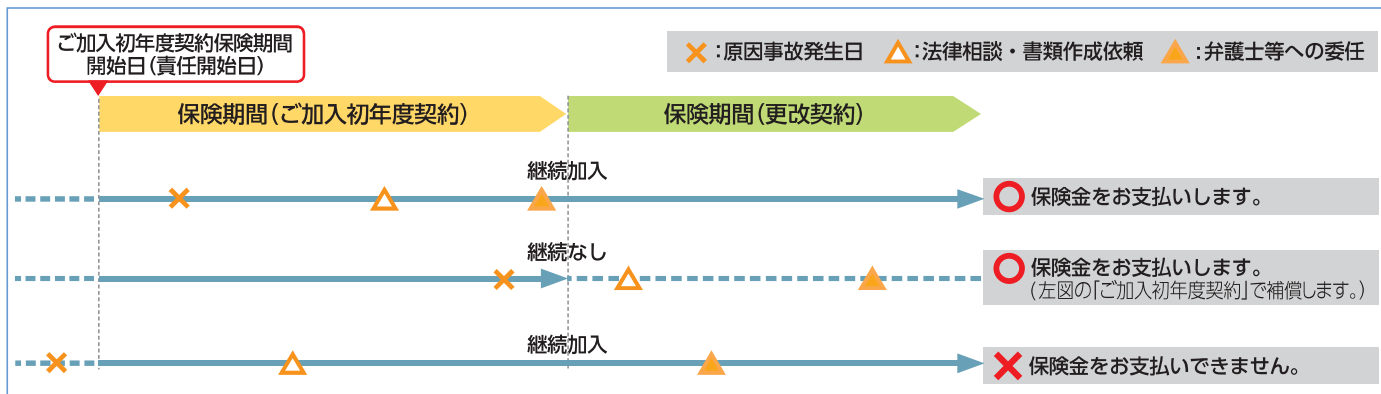 ご加入初年度契約保険期間
開始日(責任開始日)
:原因事故発生日 :法律相談・書類作成依頼 :弁護士等への委任
保険期間(ご加入初年度契約)
保険期間(更改契約)
継続加入
保険金をお支払いします。
継続なし
保険金をお支払いします。
(左図の「ご加入初年度契約」で補償します。)
継続加入
保険金をお支払いできません。